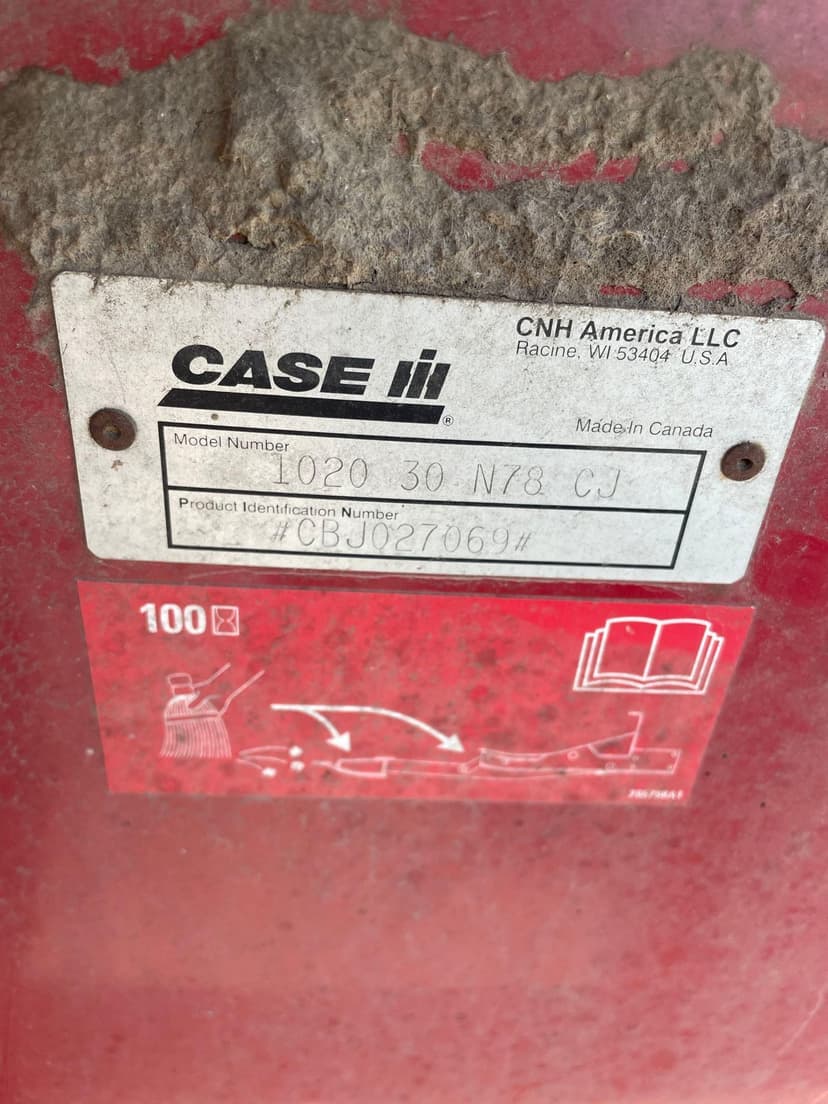 CNH America LLC
Racine, WI 53404 U.S.A
CASE IH
®
Made in Canada
Model Number
1020 30 N78 CJ
Product Identification Number
#CBJ027069#
100